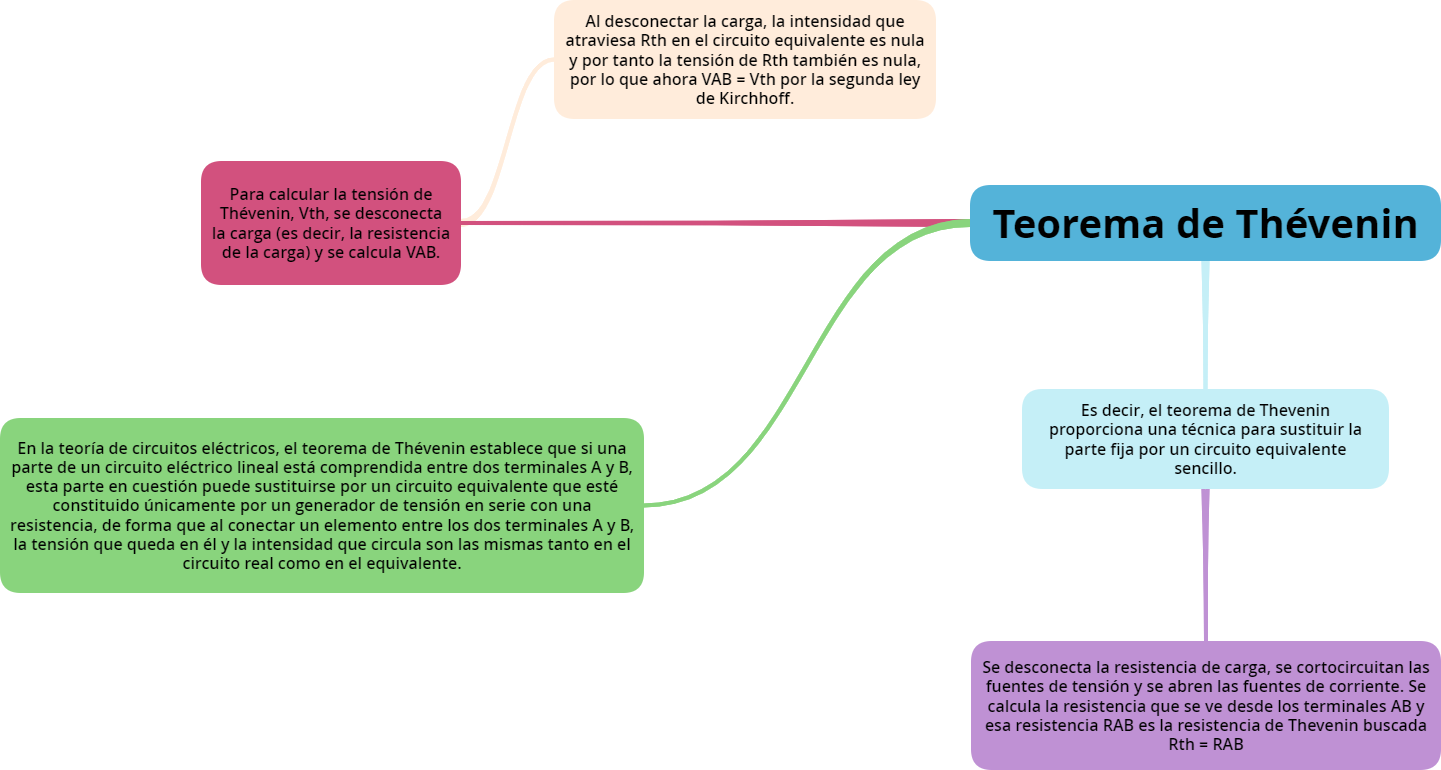 Al desconectar la carga, la intensidad que
atraviesa Rth en el circuito equivalente es nula
y por tanto la tensión de Rth también es nula,
por lo que ahora VAB = Vth por la segunda ley
de Kirchhoff.
Para calcular la tensión de
Thévenin, Vth, se desconecta
la carga (es decir, la resistencia
de la carga) y se calcula VAB.
Teorema de Thévenin
Es decir, el teorema de Thevenin
proporciona una técnica para sustituir la
parte fija por un circuito equivalente
sencillo.
En la teoría de circuitos eléctricos, el teorema de Thévenin establece que si una
parte de un circuito eléctrico lineal está comprendida entre dos terminales A y B,
esta parte en cuestión puede sustituirse por un circuito equivalente que esté
constituido únicamente por un generador de tensión en serie con una
resistencia, de forma que al conectar un elemento entre los dos terminales A y B,
la tensión que queda en él y la intensidad que circula son las mismas tanto en el
circuito real como en el equivalente.
Se desconecta la resistencia de carga, se cortocircuitan las
fuentes de tensión y se abren las fuentes de corriente. Se
calcula la resistencia que se ve desde los terminales AB y
esa resistencia RAB es la resistencia de Thevenin buscada
Rth = RAB